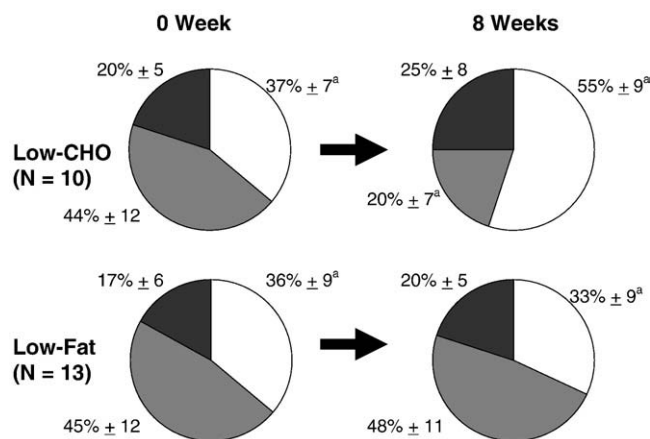 0 Week
8 Weeks
20% ± 5
37% ± 7ª
25% ± 8
55% ± 9ª
Low-CHO
(N = 10)
44% ± 12
20% ± 7ª
17% ± 6
36% ± 9ª
20% ± 5
33% ± 9ª
Low-Fat
(N = 13)
45% ± 12
48% ± 11